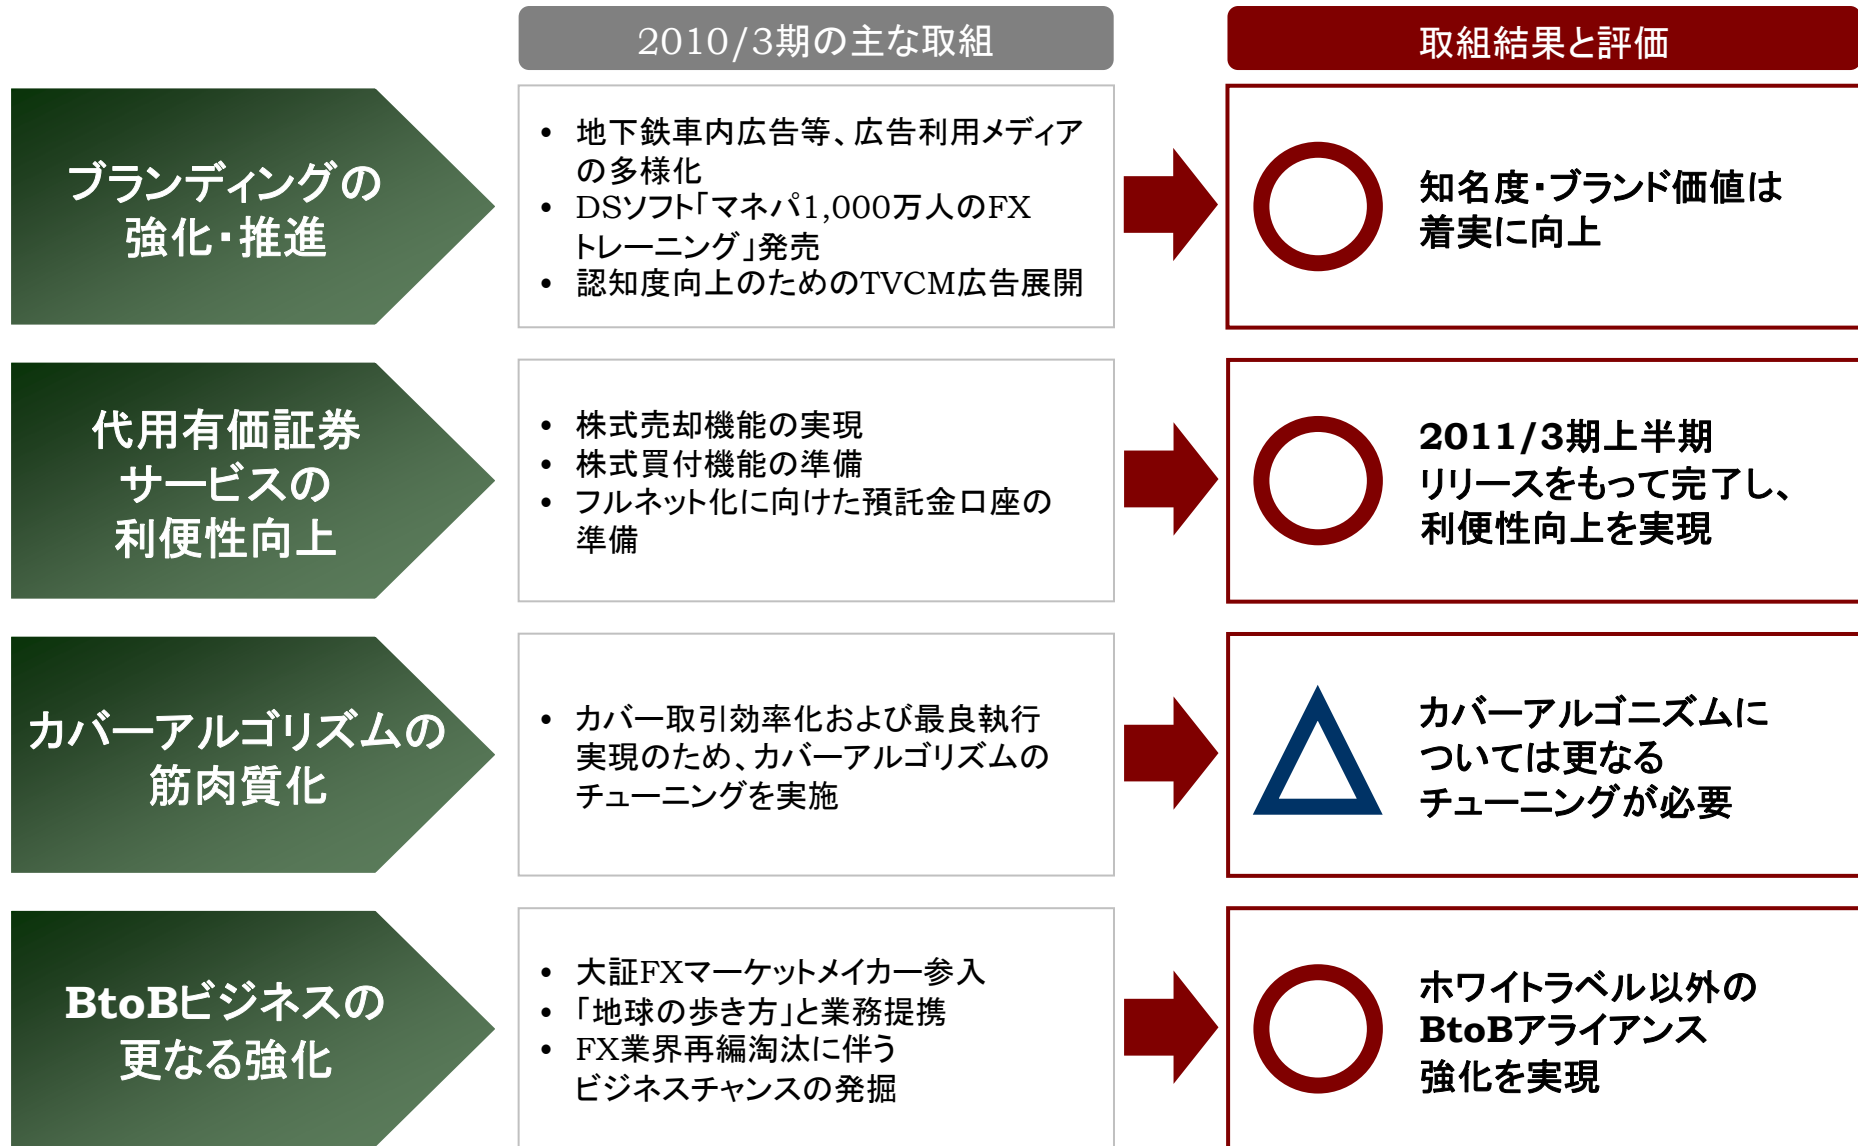 2010/3期の主な取組
取組結果と評価
ブランディングの
強化・推進
• 地下鉄車内広告等、広告利用メディア
の多様化
• DSソフト「マネパ1,000万人のFX
トレーニング」発売
• 認知度向上のためのTVCM広告展開
知名度・ブランド価値は
着実に向上
代用有価証券
サービスの
利便性向上
• 株式売却機能の実現
• 株式買付機能の準備
• フルネット化に向けた預託金口座の
準備
2011/3期上半期
リリースをもって完了し、
利便性向上を実現
カバーアルゴリズムの
筋肉質化
• カバー取引効率化および最良執行
実現のため、カバーアルゴリズムの
チューニングを実施
カバーアルゴニズムに
ついては更なる
チューニングが必要
BtoBビジネスの
更なる強化
• 大証FXマーケットメイカー参入
• 「地球の歩き方」と業務提携
• FX業界再編淘汰に伴う
ビジネスチャンスの発掘
ホワイトラベル以外の
BtoBアライアンス
強化を実現